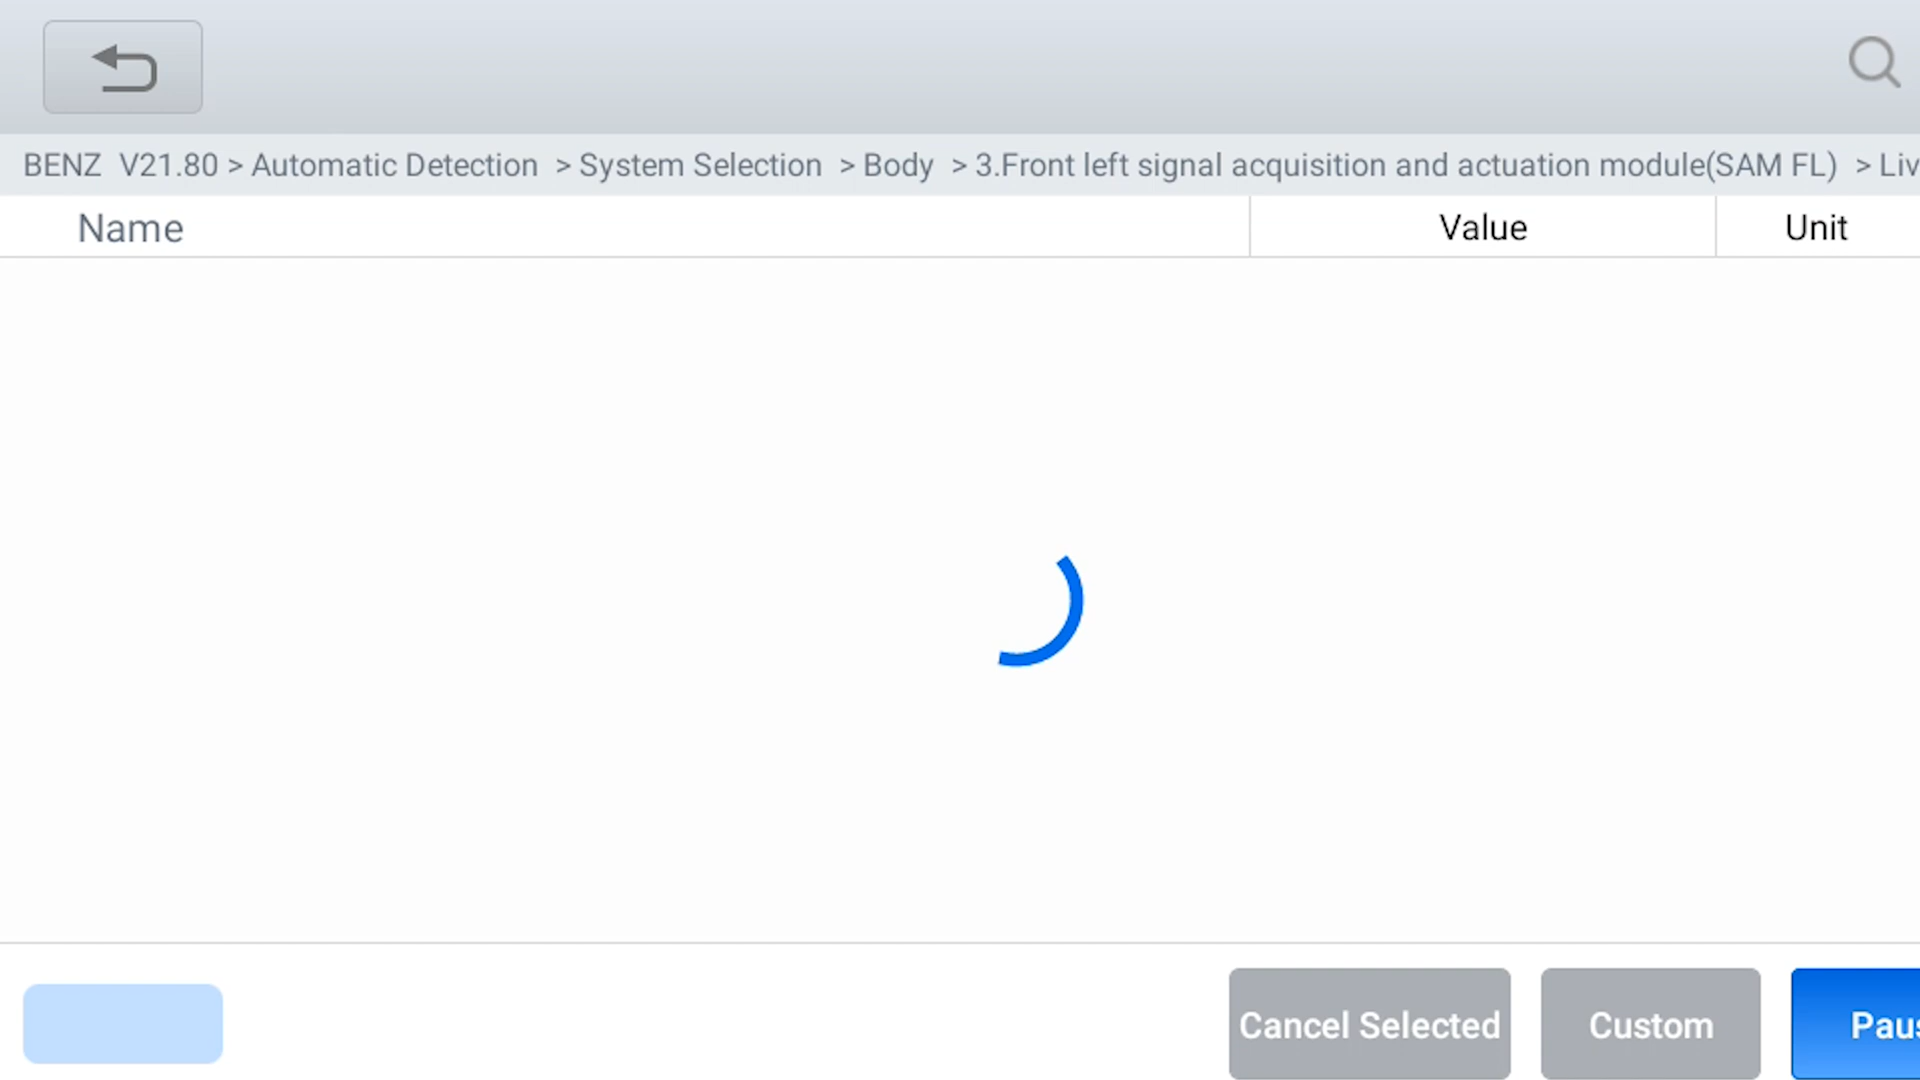 BENZ V21.80 > Automatic Detection > System Selection > Body > 3.Front left signal acquisition and actuation module(SAM FL) > Liv
Name Value Unit
Cancel Selected Custom Paus